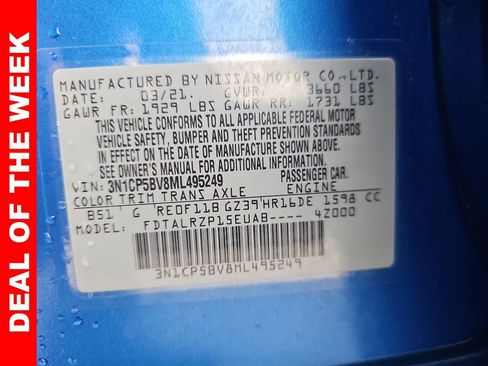 DEAL OF THE WEEK
MANUFACTURED BY NISSAN MOTOR CO.,LTD.
DATE: 03/21. GVWR: 3660 LBS
GAWR FR: 1929 LBS GAWR RR: 1731 LBS
THIS VEHICLE CONFORMS TO ALL APPLICABLE FEDERAL MOTOR
VEHICLE SAFETY, BUMPER AND THEFT PREVENTION STANDARDS
IN EFFECT ON THE DATE OF MANUFACTURE SHOWN ABOVE.
SEE OWNER'S MANUAL FOR ADDITIONAL INFORMATION.
VIN: 3N1CP5BV8ML495249 PASSENGER CAR.
COLOR TRIM TRANS AXLE ENGINE
B51 G RE0F11B GZ39 HR16DE 1598 CC
MODEL: FDTALRZP15EUAB---- 4Z000
3N1CP5BV8ML495249